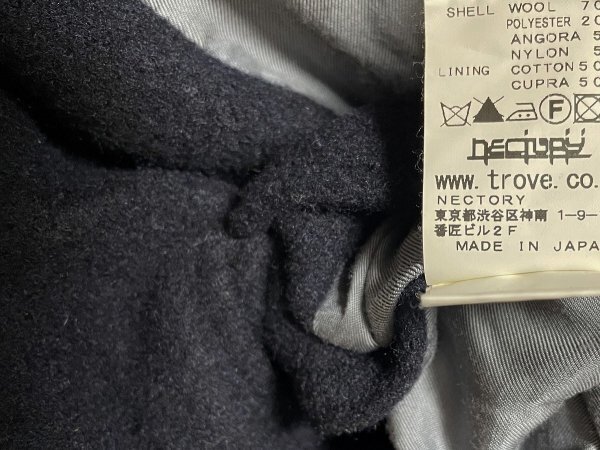 SHELL WOOL 70
POLYESTER 20
ANGORA 5
NYLON 5
LINING COTTON 50
CUPRA 50
F
nectory
www.trove.co.
NECTORY
東京都渋谷区神南 1-9-
番匠ビル2F
MADE IN JAPA